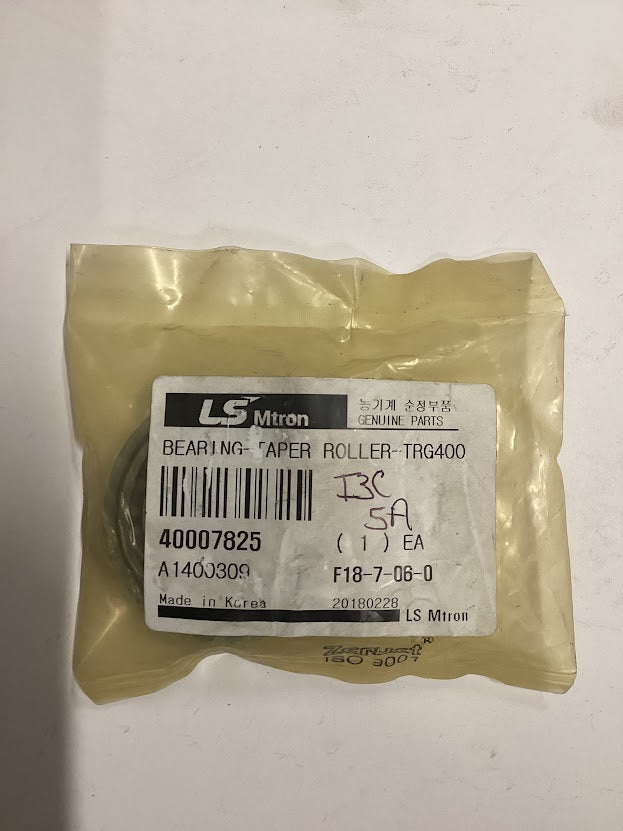 LS Mtron
농기계 순정부품
GENUINE PARTS
BEARING-TAPER ROLLER-TRG400
I3C
5A
40007825
( 1 ) EA
A1400309
F18-7-06-0
Made in Korea
20180228
LS Mtron
Zerust®
ISO 9001